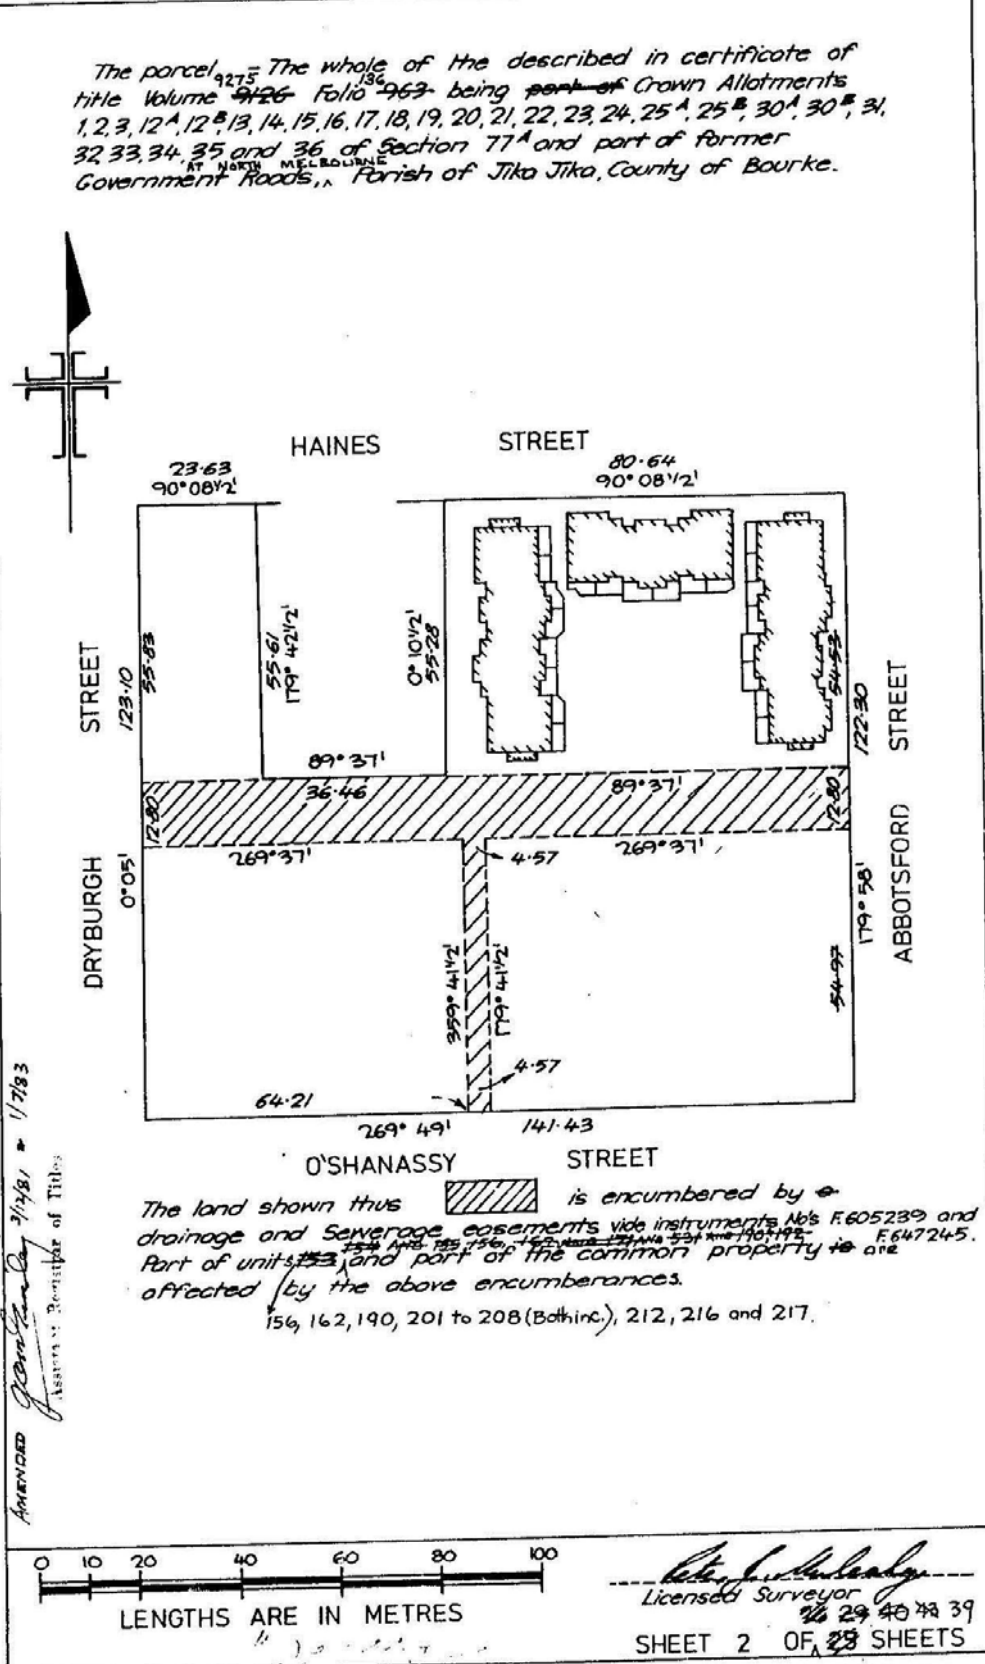 The parcel = The whole of the described in certificate of
9275 136
title Volume 9126 Folio 963 being part of Crown Allotments
1, 2, 3, 12ᴬ, 12ᴮ, 13, 14, 15, 16, 17, 18, 19, 20, 21, 22, 23, 24, 25ᴬ, 25ᴮ, 30ᴬ, 30ᴮ, 31,
32 33, 34, 35 and 36 of Section 77ᴬ and part of former
AT NORTH MELBOURNE
Government Roads, Parish of Jika Jika, County of Bourke.
HAINES STREET
23·63
90° 08½'
80·64
90° 08½'
STREET
123·10
55·83
55·61
179° 42½'
0° 10½'
55·28
54·53
122·30
STREET
89° 37'
36·46
89° 37'
12·80
12·80
269° 37'
4·57
269° 37'
DRYBURGH
0° 05'
359° 41½'
179° 41½'
54·97
179° 58'
ABBOTSFORD
4·57
64·21
269° 49'
141·43
O'SHANASSY STREET
The land shown thus is encumbered by a
drainage and Sewerage easements vide instruments No's F.605239 and
F.647245.
Part of units 153 and part of the common property is are
affected by the above encumberances.
156, 162, 190, 201 to 208 (Both inc.), 212, 216 and 217.
AMENDED 3/12/81 & 1/7/83
Assistant Registrar of Titles
0 10 20 40 60 80 100
LENGTHS ARE IN METRES
Licensed Surveyor
26 29 40 43 39
SHEET 2 OF SHEETS